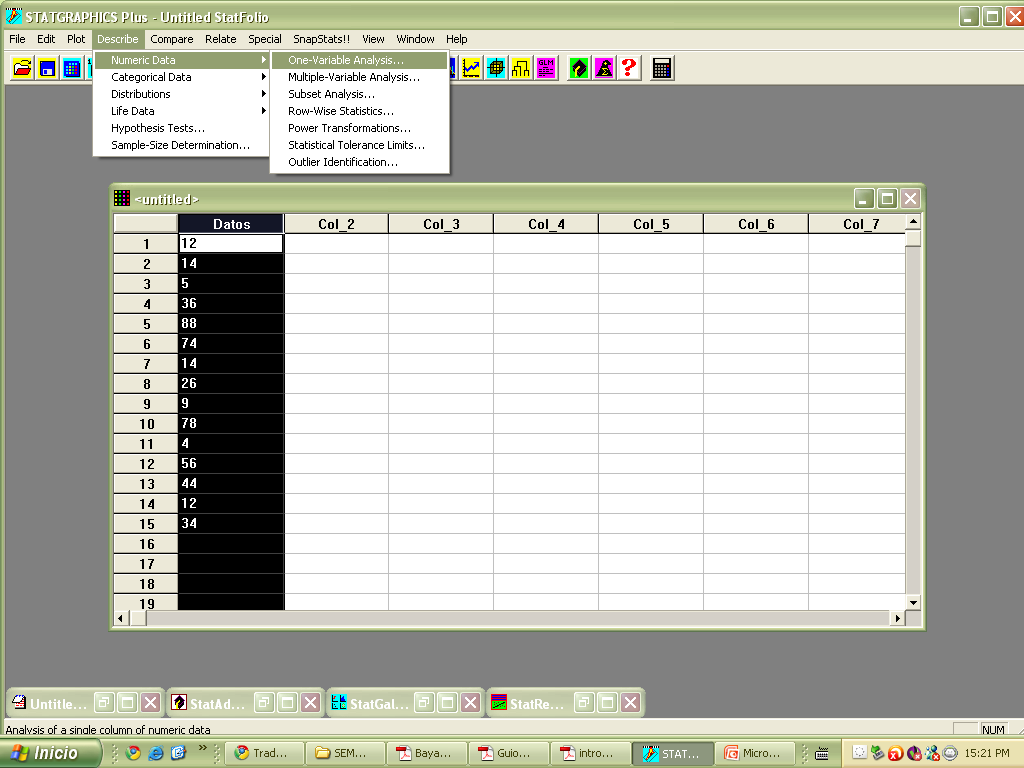 STATGRAPHICS Plus - Untitled StatFolio
File Edit Plot Describe Compare Relate Special SnapStats!! View Window Help
Numeric Data
Categorical Data
Distributions
Life Data
Hypothesis Tests...
Sample-Size Determination...
One-Variable Analysis...
Multiple-Variable Analysis...
Subset Analysis...
Row-Wise Statistics...
Power Transformations...
Statistical Tolerance Limits...
Outlier Identification...
GLM
<untitled>
Datos Col_2 Col_3 Col_4 Col_5 Col_6 Col_7
1 12
2 14
3 5
4 36
5 88
6 74
7 14
8 26
9 9
10 78
11 4
12 56
13 44
14 12
15 34
16
17
18
19
Untitle... StatAd... StatGal... StatRe...
Analysis of a single column of numeric data NUM
Inicio Trad... SEM... Baya... Guio... intro... STAT... Micro... 15:21 PM